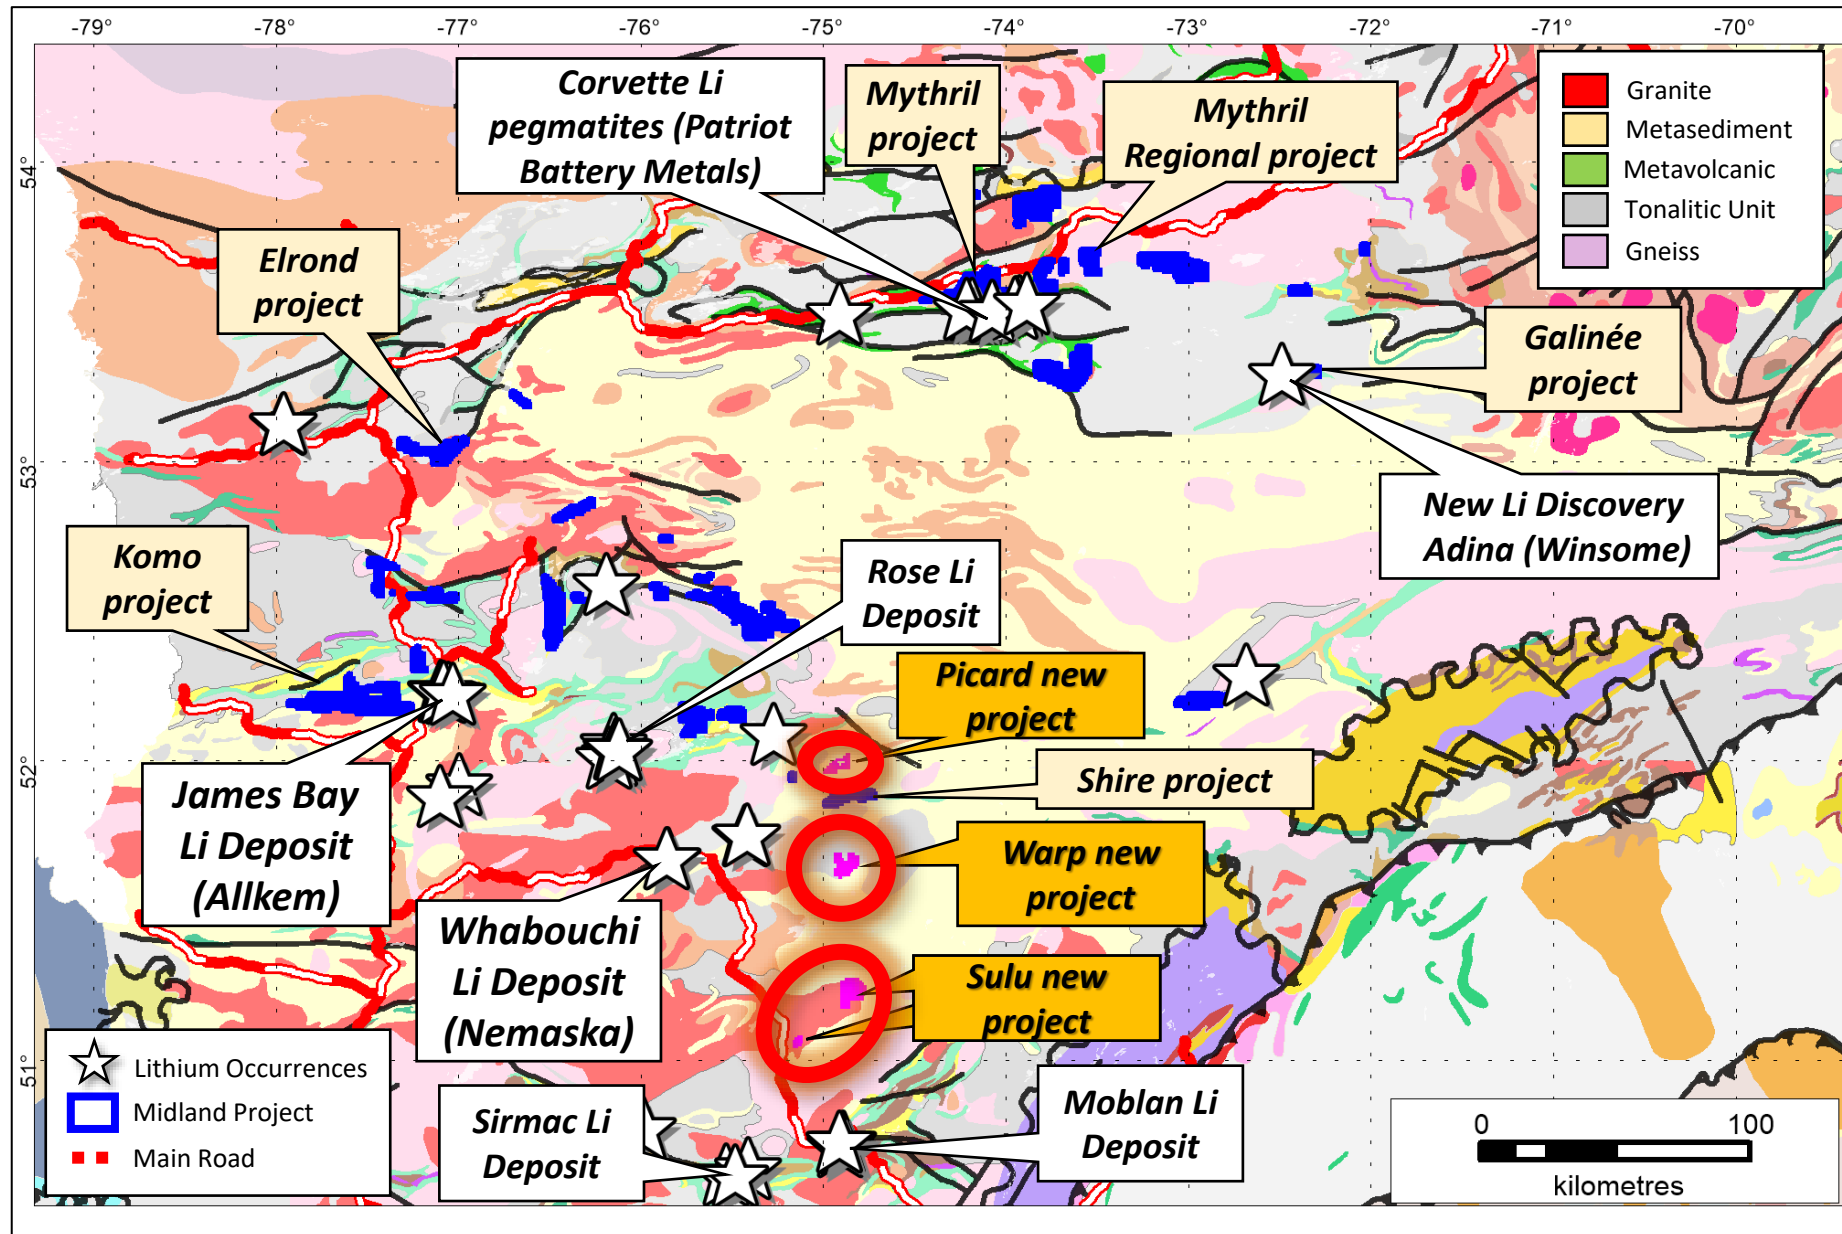 -79°
-78°
-77°
-76°
-75°
-74°
-73°
-72°
-71°
-70°
54°
53°
52°
51°
Corvette Li
pegmatites (Patriot
Battery Metals)
Mythril
project
Mythril
Regional project
Granite
Metasediment
Metavolcanic
Tonalitic Unit
Gneiss
Elrond
project
Galinée
project
New Li Discovery
Adina (Winsome)
Komo
project
Rose Li
Deposit
Picard new
project
Shire project
James Bay
Li Deposit
(Allkem)
Warp new
project
Whabouchi
Li Deposit
(Nemaska)
Sulu new
project
Lithium Occurrences
Midland Project
Main Road
Sirmac Li
Deposit
Moblan Li
Deposit
0 100
kilometres